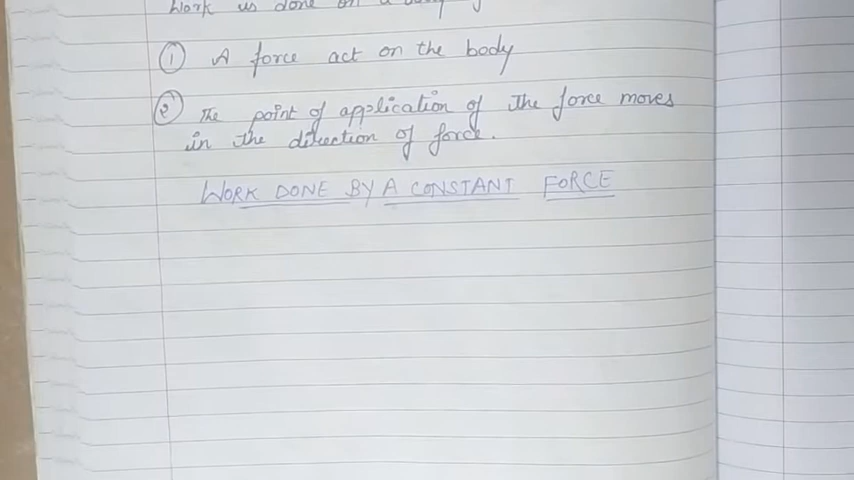 Work is done on a body
① A force act on the body
② The point of application of the force moves
in the direction of force.
WORK DONE BY A CONSTANT FORCE